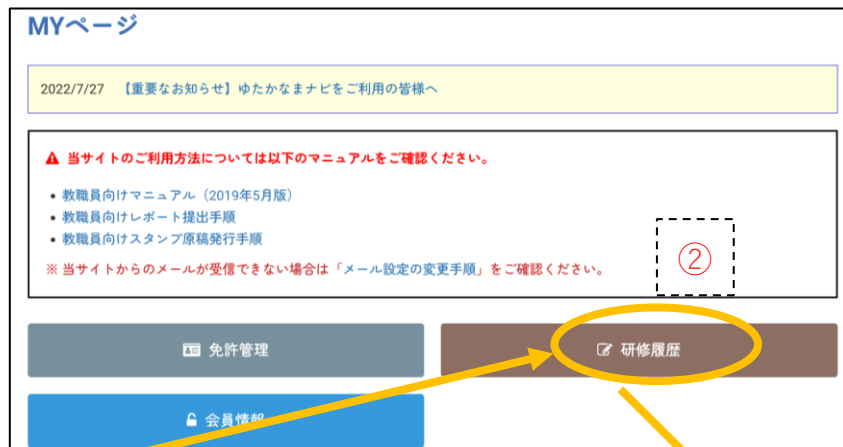 MYページ
2022/7/27 【重要なお知らせ】ゆたかなまナビをご利用の皆様へ
当サイトのご利用方法については以下のマニュアルをご確認ください。
• 教職員向けマニュアル（2019年5月版）
• 教職員向けレポート提出手順
• 教職員向けスタンプ原稿発行手順
※ 当サイトからのメールが受信できない場合は「メール設定の変更手順」をご確認ください。
②
免許管理
研修履歴
会員情報